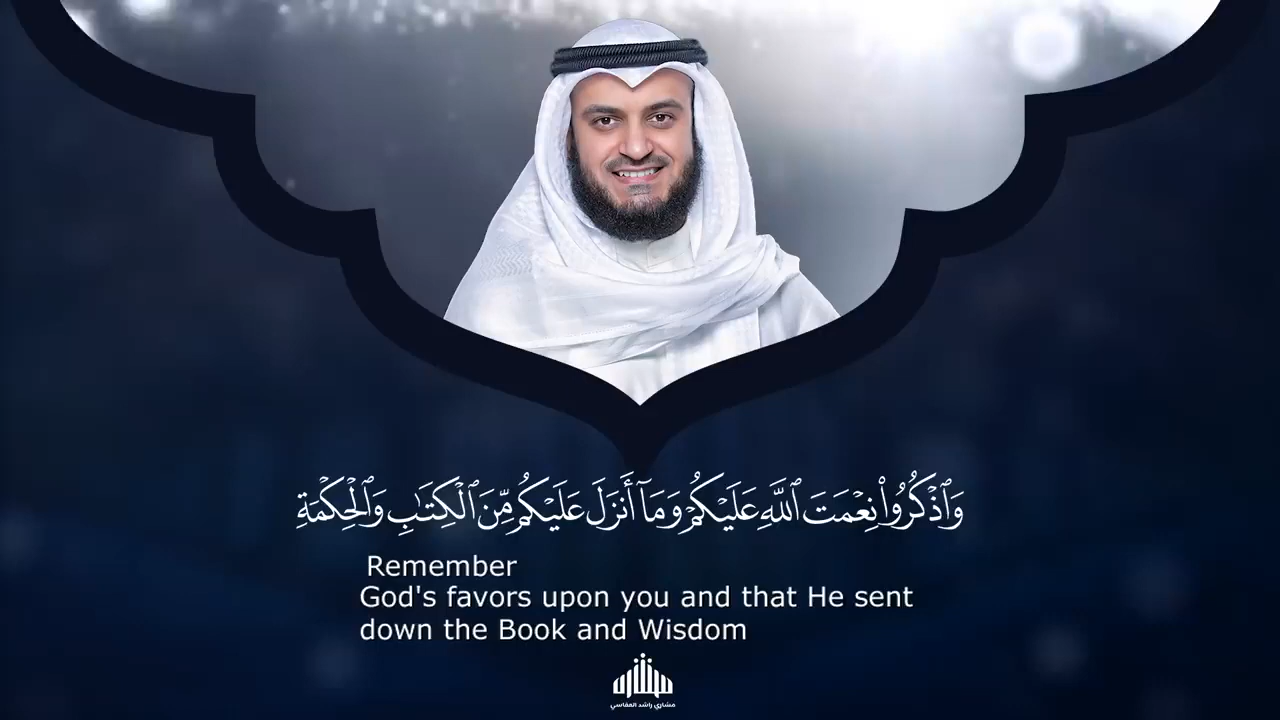 وَٱذْكُرُوا۟ نِعْمَتَ ٱللَّهِ عَلَيْكُمْ وَمَآ أَنزَلَ عَلَيْكُم مِّنَ ٱلْكِتَـٰبِ وَٱلْحِكْمَةِ
Remember
God's favors upon you and that He sent
down the Book and Wisdom
مشاري
مشاري راشد العفاسي